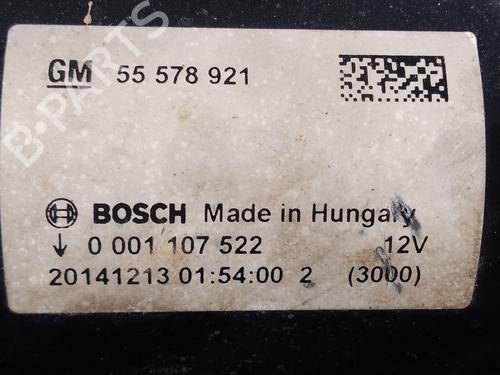 B-PARTS
GM 55 578 921
BOSCH Made in Hungary
↓ 0 001 107 522 12V
20141213 01:54:00 2 (3000)